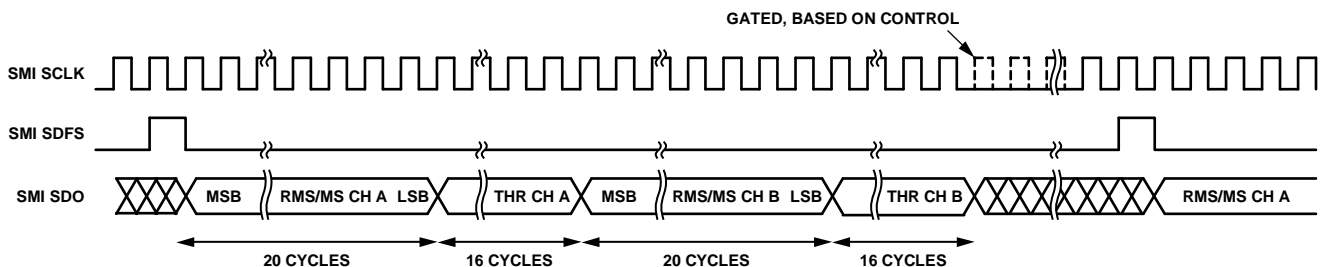 GATED, BASED ON CONTROL
SMI SCLK
SMI SDFS
SMI SDO
MSB RMS/MS CH A LSB THR CH A MSB RMS/MS CH B LSB THR CH B RMS/MS CH A
20 CYCLES 16 CYCLES 20 CYCLES 16 CYCLES